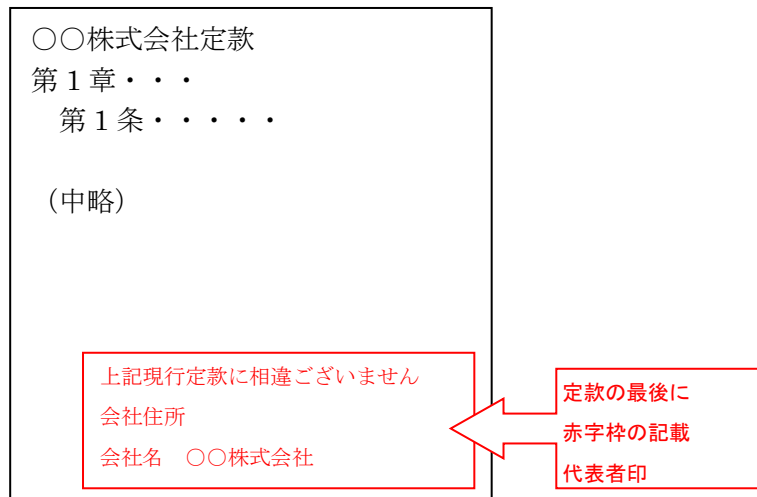 ○○株式会社定款
第１章・・・
第１条・・・・・
（中略）
上記現行定款に相違ございません
会社住所
会社名　○○株式会社
定款の最後に
赤字枠の記載
代表者印